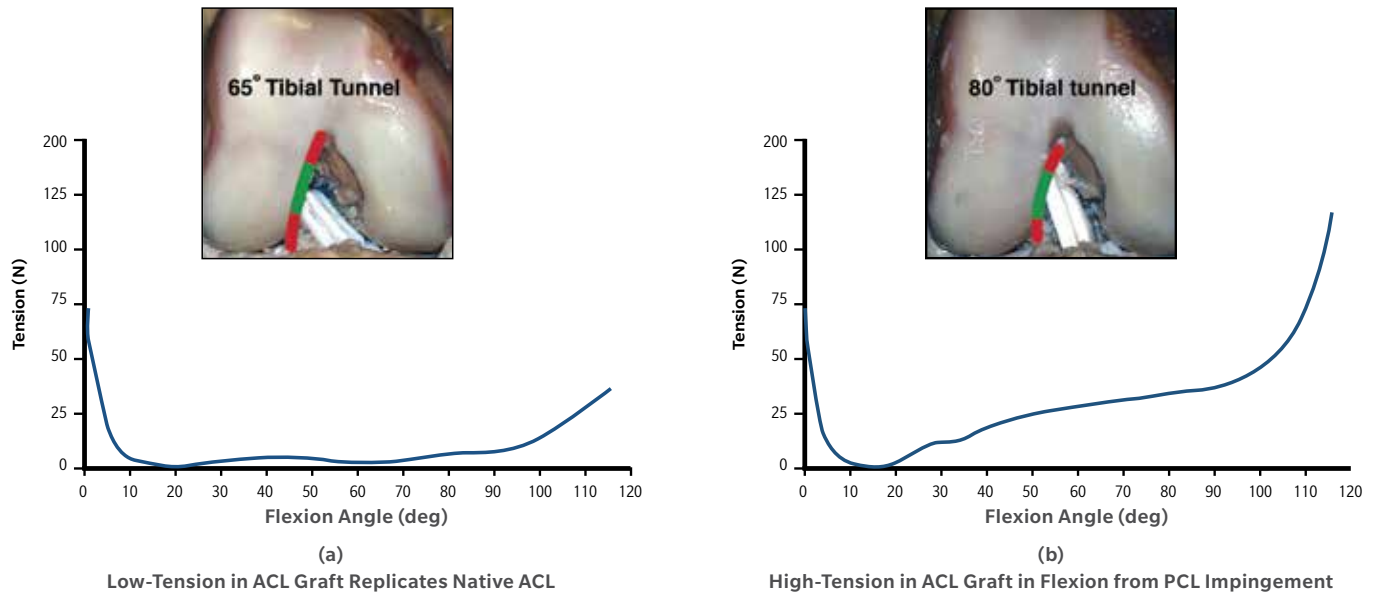 65° Tibial Tunnel
200
125
100
75
50
25
0
Tension (N)
0 10 20 30 40 50 60 70 80 90 100 110 120
Flexion Angle (deg)
(a)
Low-Tension in ACL Graft Replicates Native ACL
80° Tibial tunnel
200
125
100
75
50
25
0
Tension (N)
0 10 20 30 40 50 60 70 80 90 100 110 120
Flexion Angle (deg)
(b)
High-Tension in ACL Graft in Flexion from PCL Impingement